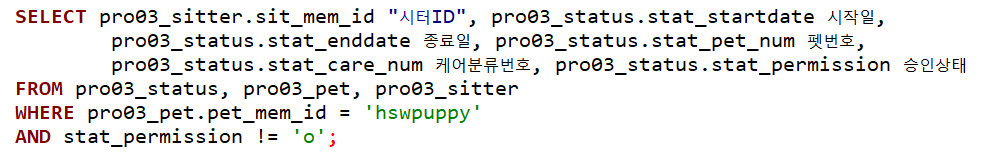 SELECT pro03_sitter.sit_mem_id "시터ID", pro03_status.stat_startdate 시작일,
pro03_status.stat_enddate 종료일, pro03_status.stat_pet_num 펫번호,
pro03_status.stat_care_num 케어분류번호, pro03_status.stat_permission 승인상태
FROM pro03_status, pro03_pet, pro03_sitter
WHERE pro03_pet.pet_mem_id = 'hswpuppy'
AND stat_permission != 'o';